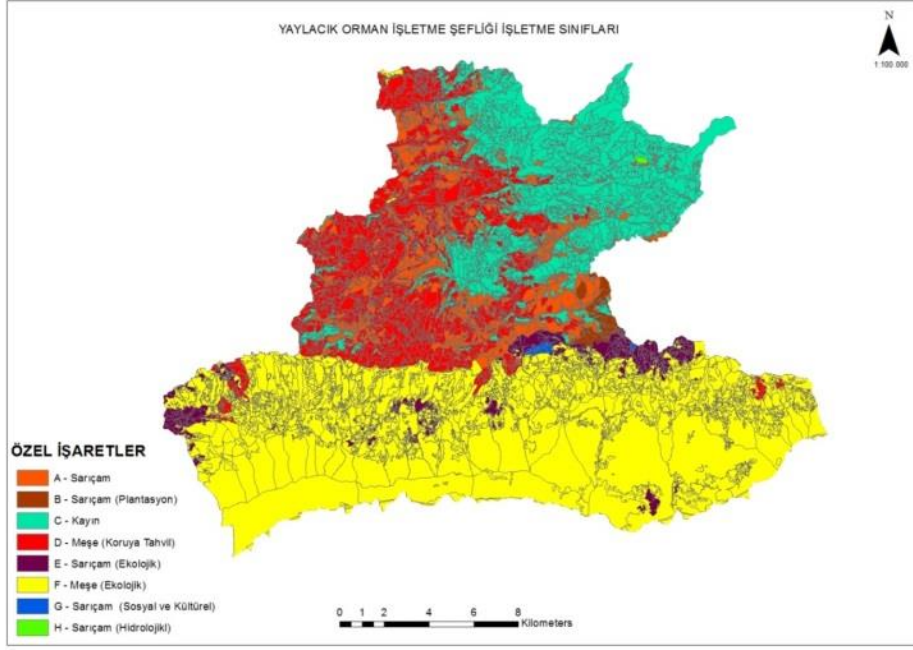 YAYLACIK ORMAN İŞLETME ŞEFLİĞİ İŞLETME SINIFLARI
N
1:100.000
ÖZEL İŞARETLER
A - Sarıçam
B - Sarıçam (Plantasyon)
C - Kayın
D - Meşe (Koruya Tahvil)
E - Sarıçam (Ekolojik)
F - Meşe (Ekolojik)
G - Sarıçam (Sosyal ve Kültürel)
H - Sarıçam (Hidrolojikl)
0 1 2 4 6 8
Kilometers